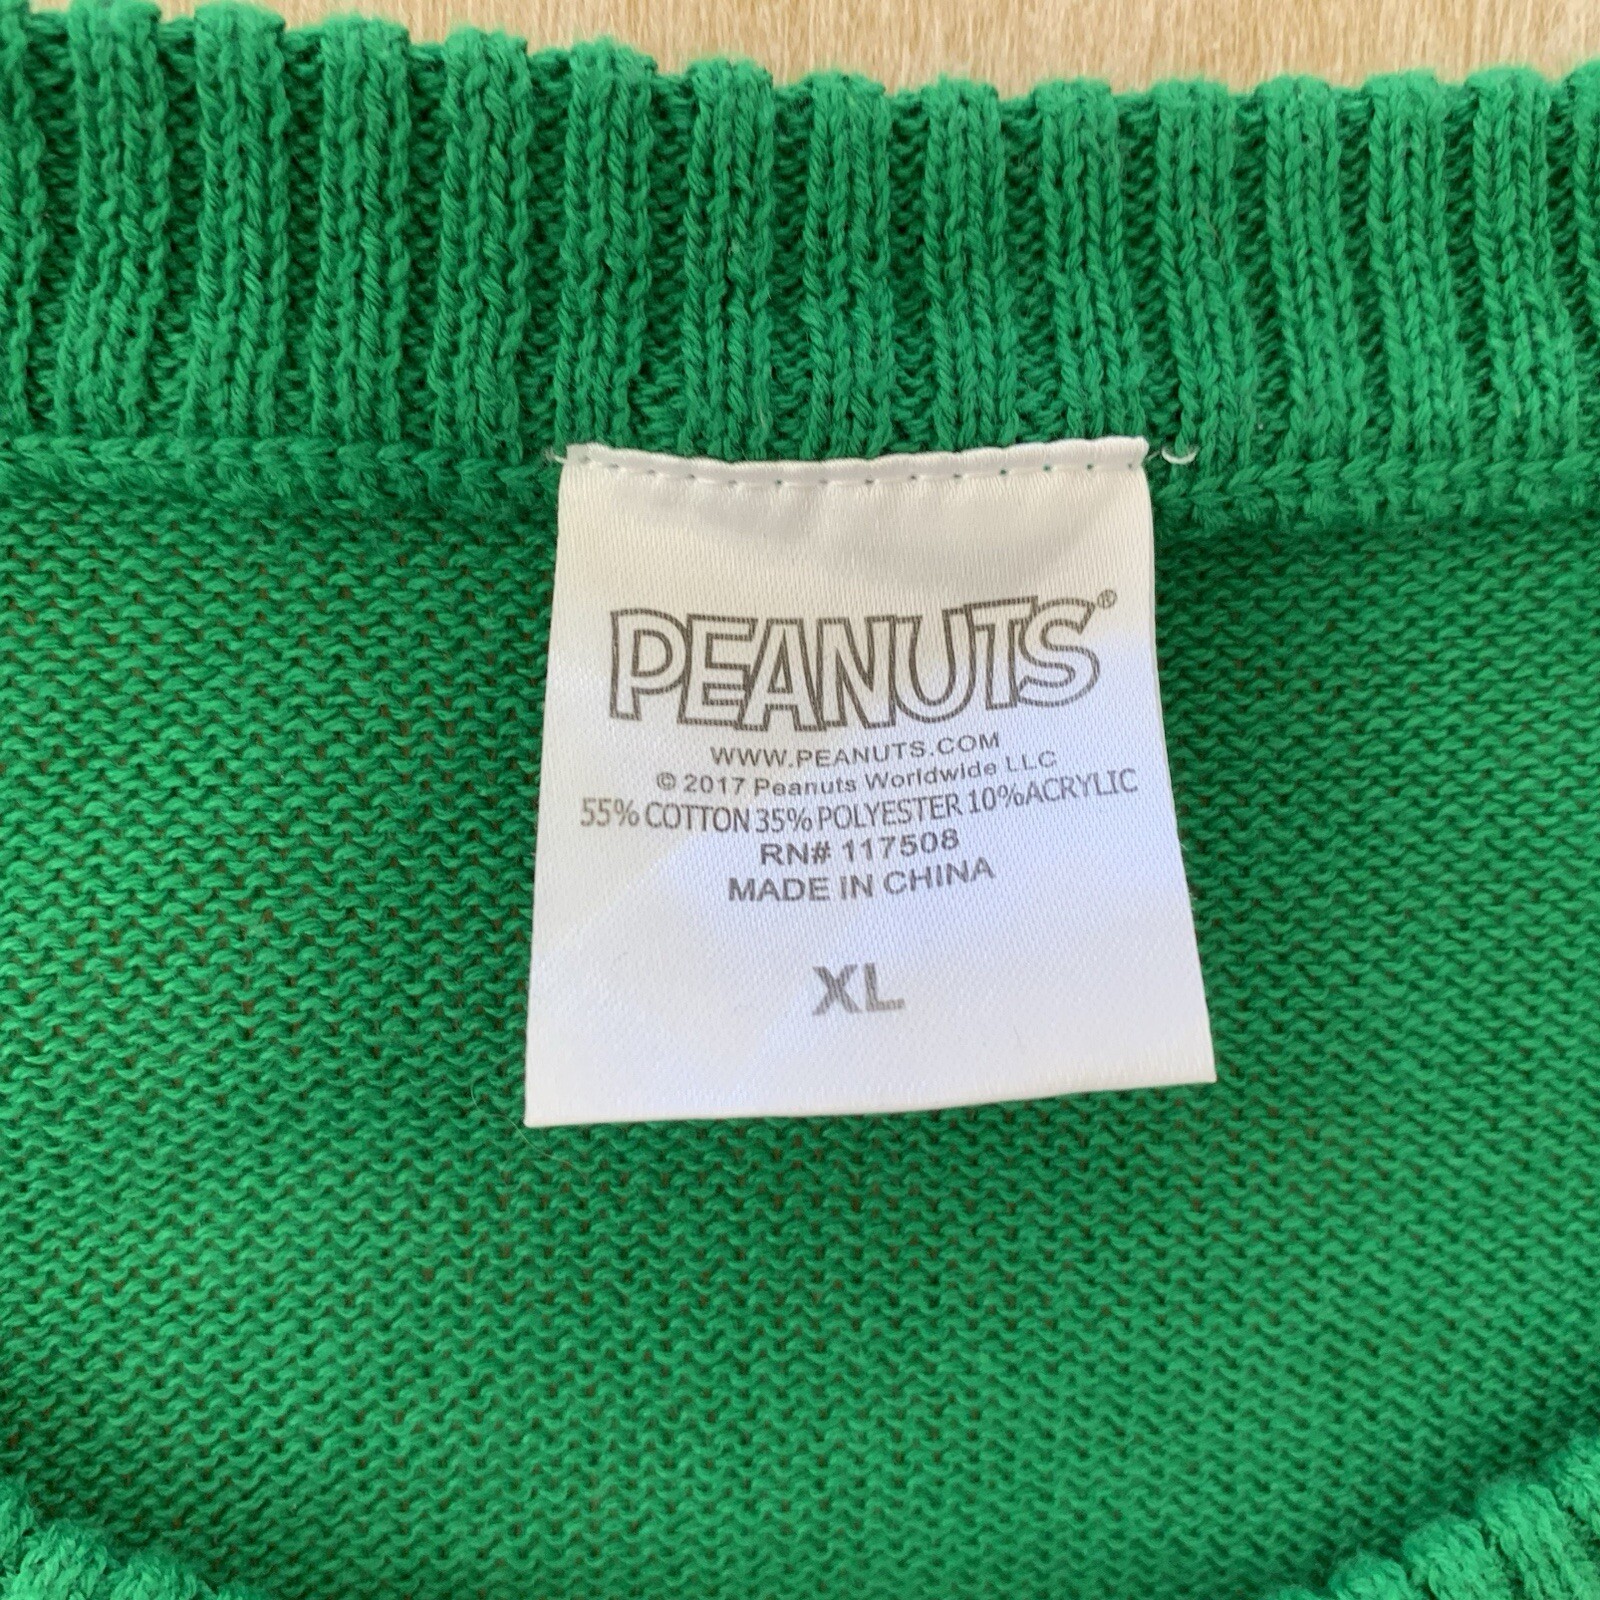 PEANUTS®
WWW.PEANUTS.COM
© 2017 Peanuts Worldwide LLC
55% COTTON 35% POLYESTER 10%ACRYLIC
RN# 117508
MADE IN CHINA
XL